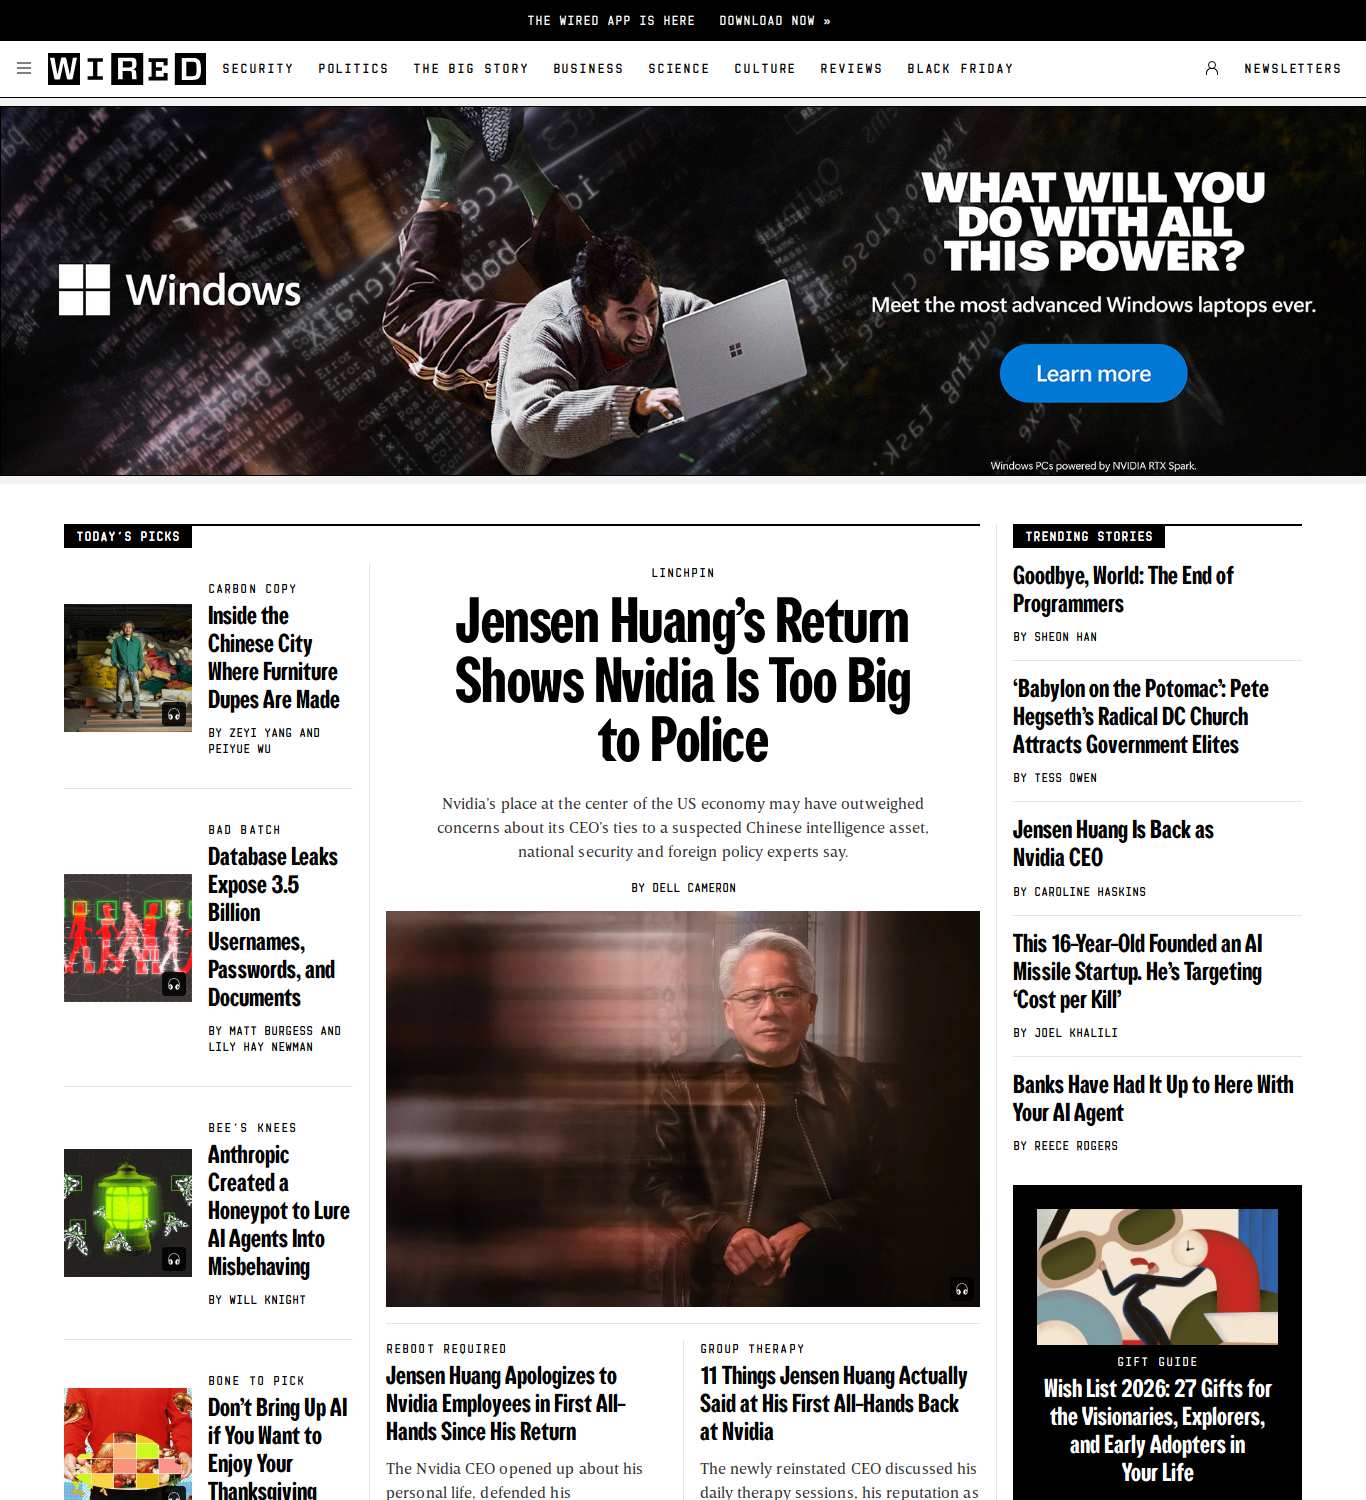 THE WIRED APP IS HERE DOWNLOAD NOW »
WIRED SECURITY POLITICS THE BIG STORY BUSINESS SCIENCE CULTURE REVIEWS BLACK FRIDAY NEWSLETTERS
Windows
WHAT WILL YOU
DO WITH ALL
THIS POWER?
Meet the most advanced Windows laptops ever.
Learn more
Windows PCs powered by NVIDIA RTX Spark.
TODAY'S PICKS
CARBON COPY
Inside the
Chinese City
Where Furniture
Dupes Are Made
BY ZEYI YANG AND
PEIYUE WU
BAD BATCH
Database Leaks
Expose 3.5
Billion
Usernames,
Passwords, and
Documents
BY MATT BURGESS AND
LILY HAY NEWMAN
BEE'S KNEES
Anthropic
Created a
Honeypot to Lure
AI Agents Into
Misbehaving
BY WILL KNIGHT
BONE TO PICK
Don’t Bring Up AI
if You Want to
Enjoy Your
Thanksgiving
LINCHPIN
Jensen Huang’s Return
Shows Nvidia Is Too Big
to Police
Nvidia’s place at the center of the US economy may have outweighed
concerns about its CEO’s ties to a suspected Chinese intelligence asset,
national security and foreign policy experts say.
BY DELL CAMERON
REBOOT REQUIRED
Jensen Huang Apologizes to
Nvidia Employees in First All-
Hands Since His Return
The Nvidia CEO opened up about his
personal life, defended his
GROUP THERAPY
11 Things Jensen Huang Actually
Said at His First All-Hands Back
at Nvidia
The newly reinstated CEO discussed his
daily therapy sessions, his reputation as
TRENDING STORIES
Goodbye, World: The End of
Programmers
BY SHEON HAN
‘Babylon on the Potomac’: Pete
Hegseth’s Radical DC Church
Attracts Government Elites
BY TESS OWEN
Jensen Huang Is Back as
Nvidia CEO
BY CAROLINE HASKINS
This 16-Year-Old Founded an AI
Missile Startup. He’s Targeting
‘Cost per Kill’
BY JOEL KHALILI
Banks Have Had It Up to Here With
Your AI Agent
BY REECE ROGERS
GIFT GUIDE
Wish List 2026: 27 Gifts for
the Visionaries, Explorers,
and Early Adopters in
Your Life